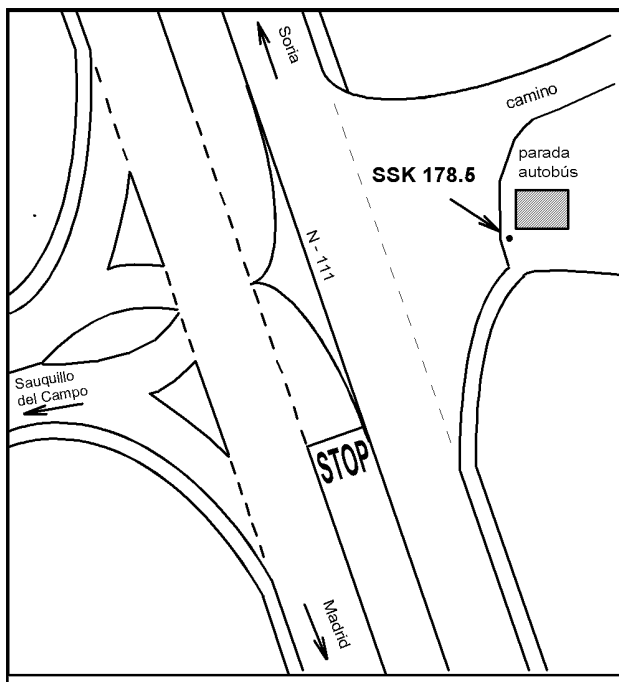 Soria
camino
parada
autobús
SSK 178.5
N - 111
Sauquillo
del Campo
STOP
Madrid